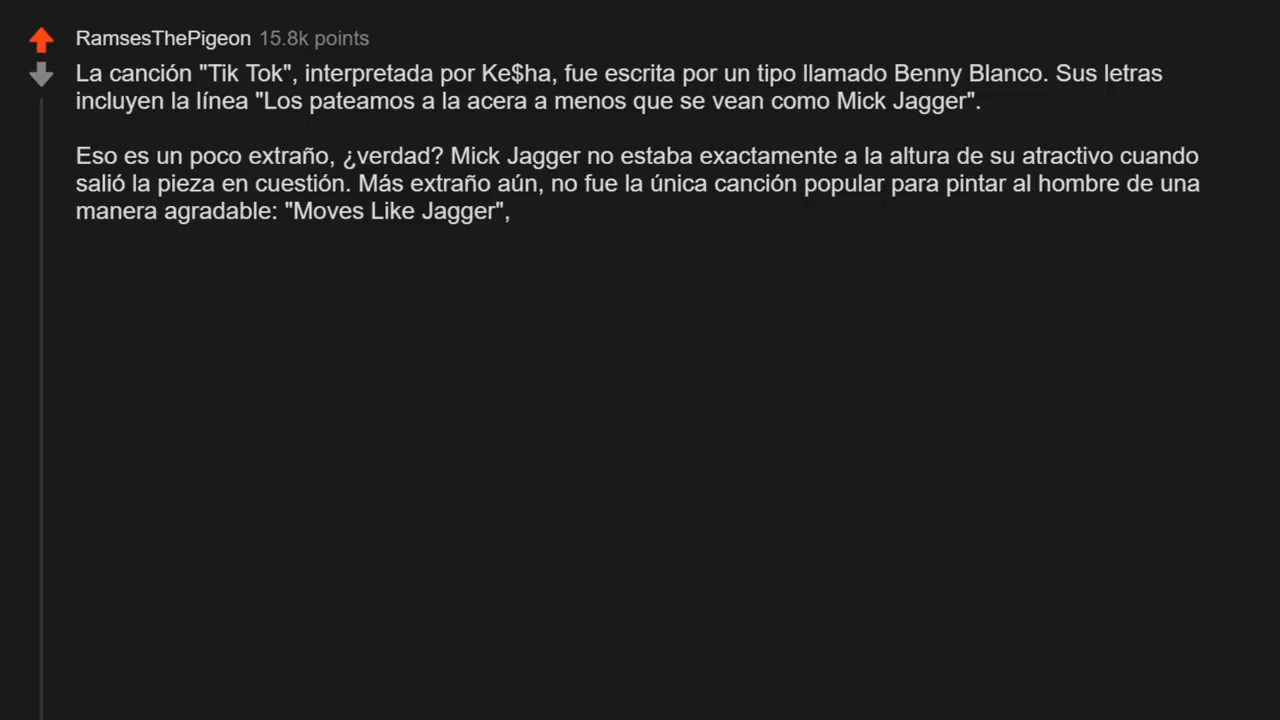 RamsesThePigeon 15.8k points
La canción "Tik Tok", interpretada por Ke$ha, fue escrita por un tipo llamado Benny Blanco. Sus letras
incluyen la línea "Los pateamos a la acera a menos que se vean como Mick Jagger".
Eso es un poco extraño, ¿verdad? Mick Jagger no estaba exactamente a la altura de su atractivo cuando
salió la pieza en cuestión. Más extraño aún, no fue la única canción popular para pintar al hombre de una
manera agradable: "Moves Like Jagger",